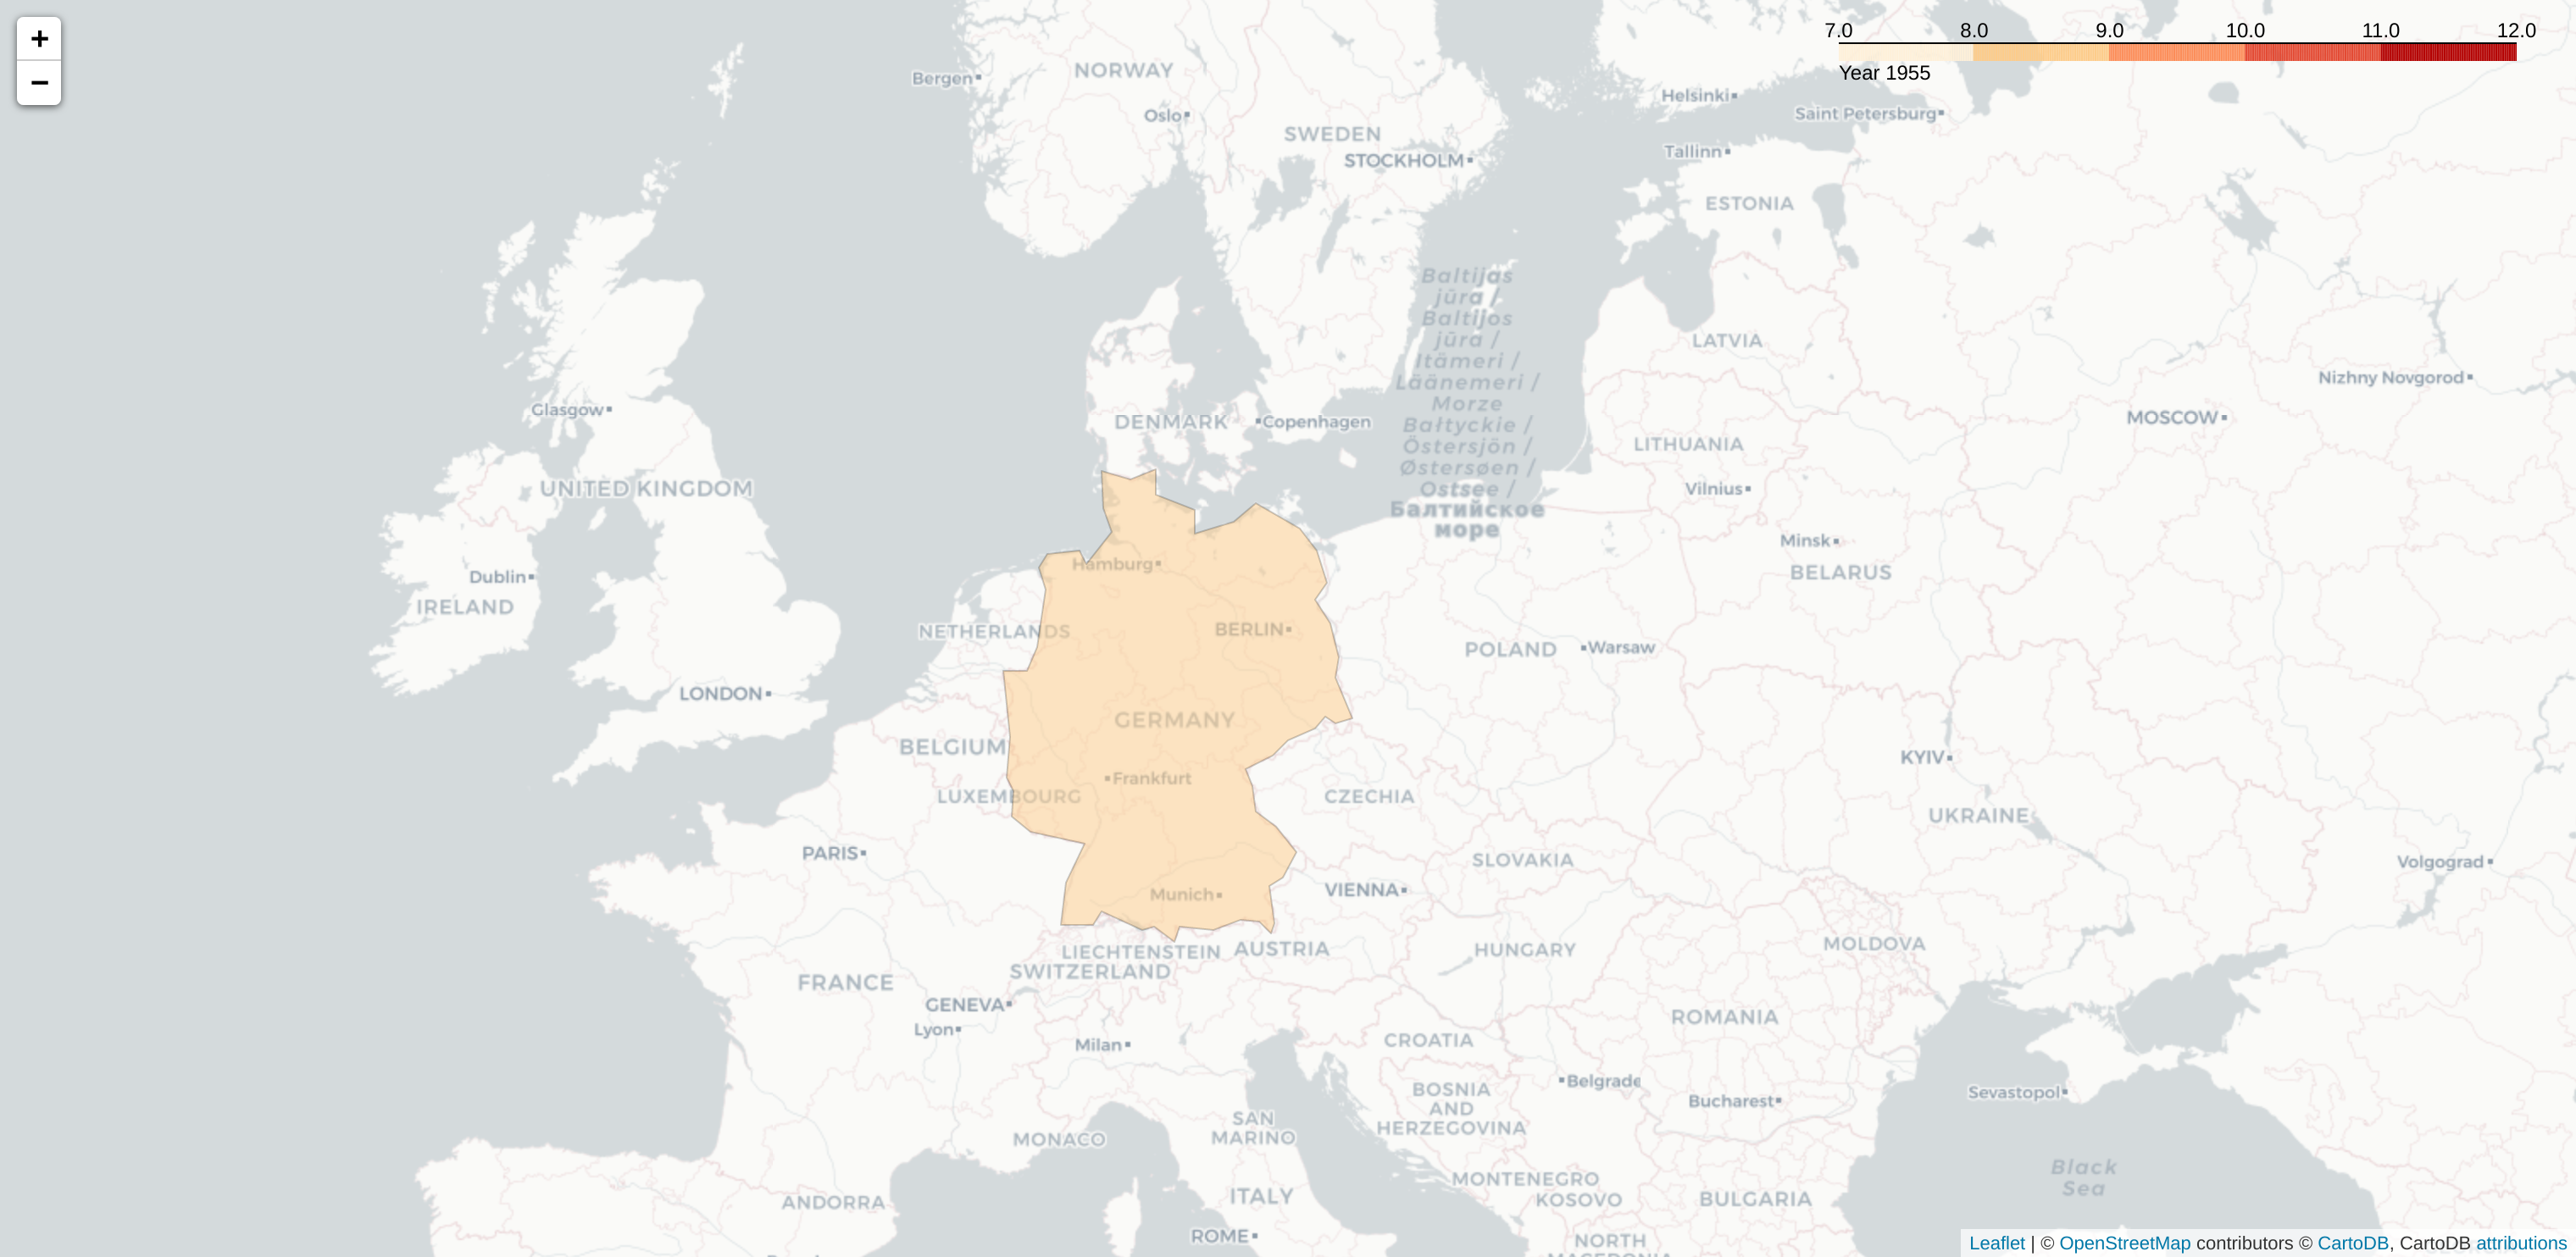 +
−
7.0 8.0 9.0 10.0 11.0 12.0
Year 1955
NORWAY
Bergen
Oslo
SWEDEN
STOCKHOLM
Helsinki
Saint Petersburg
Tallinn
ESTONIA
Baltijas
jūra /
Baltijos
jūra /
Itämeri /
Läänemeri /
Morze
Bałtyckie /
Östersjön /
Østersøen /
Ostsee /
Балтийское
море
LATVIA
Nizhny Novgorod
MOSCOW
Glasgow
DENMARK
Copenhagen
LITHUANIA
UNITED KINGDOM
Vilnius
Minsk
BELARUS
Hamburg
Dublin
IRELAND
NETHERLANDS
BERLIN
POLAND
Warsaw
LONDON
GERMANY
BELGIUM
KYIV
Frankfurt
LUXEMBOURG
CZECHIA
UKRAINE
PARIS
SLOVAKIA
Volgograd
Munich
VIENNA
LIECHTENSTEIN
AUSTRIA
HUNGARY
MOLDOVA
SWITZERLAND
FRANCE
GENEVA
Lyon
ROMANIA
Milan
CROATIA
Belgrade
BOSNIA
AND
HERZEGOVINA
Bucharest
Sevastopol
SAN
MARINO
MONACO
Black
Sea
MONTENEGRO
ANDORRA
ITALY
KOSOVO
BULGARIA
ROME
NORTH
Leaflet | © OpenStreetMap contributors © CartoDB, CartoDB attributions